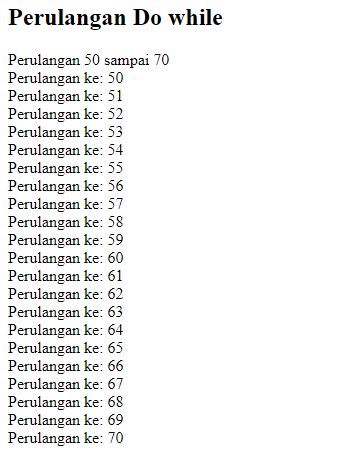 Perulangan Do while
Perulangan 50 sampai 70
Perulangan ke: 50
Perulangan ke: 51
Perulangan ke: 52
Perulangan ke: 53
Perulangan ke: 54
Perulangan ke: 55
Perulangan ke: 56
Perulangan ke: 57
Perulangan ke: 58
Perulangan ke: 59
Perulangan ke: 60
Perulangan ke: 61
Perulangan ke: 62
Perulangan ke: 63
Perulangan ke: 64
Perulangan ke: 65
Perulangan ke: 66
Perulangan ke: 67
Perulangan ke: 68
Perulangan ke: 69
Perulangan ke: 70